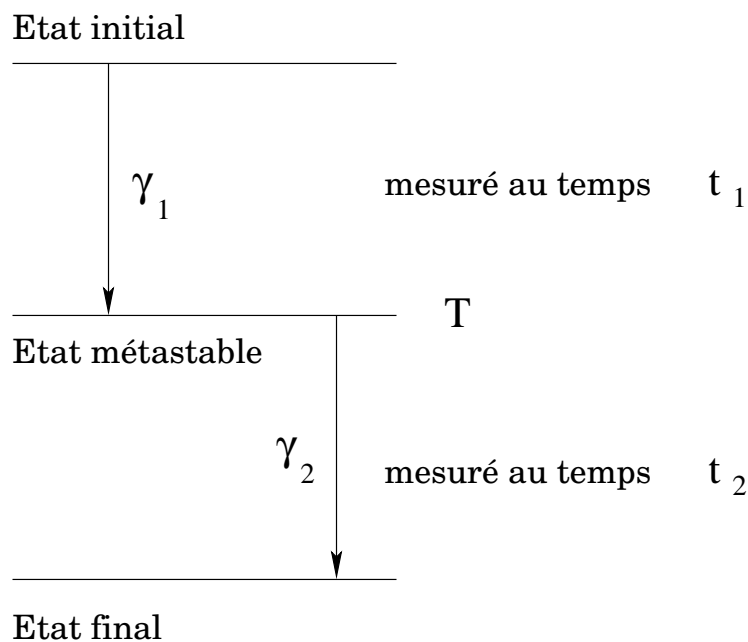 Etat initial
γ1 mesuré au temps t1
T
Etat métastable
γ2 mesuré au temps t2
Etat final